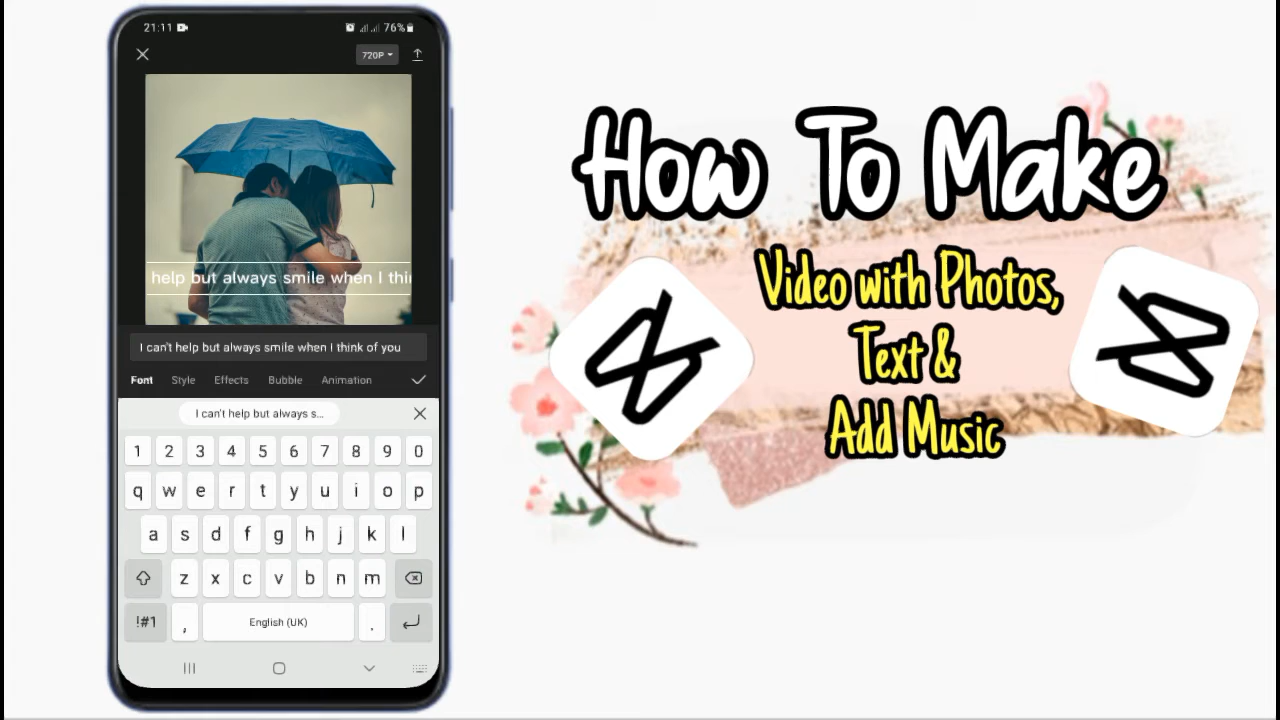 21:11
76%
720P
help but always smile when I thi
I can't help but always smile when I think of you
Font Style Effects Bubble Animation
I can't help but always s...
1 2 3 4 5 6 7 8 9 0
q w e r t y u i o p
a s d f g h j k l
z x c v b n m
!#1 , English (UK) .
How To Make
Video with Photos,
Text &
Add Music